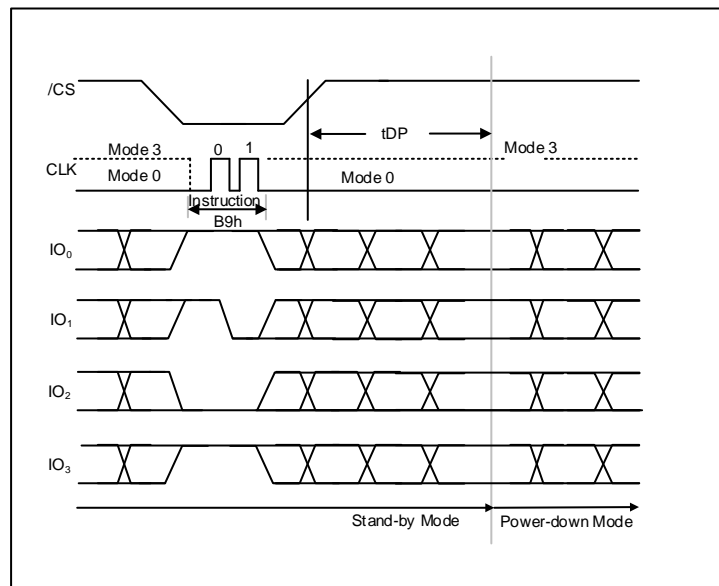 /CS
tDP
Mode 3 0 1 Mode 3
CLK
Mode 0 Mode 0
Instruction
B9h
IO₀
IO₁
IO₂
IO₃
Stand-by Mode Power-down Mode